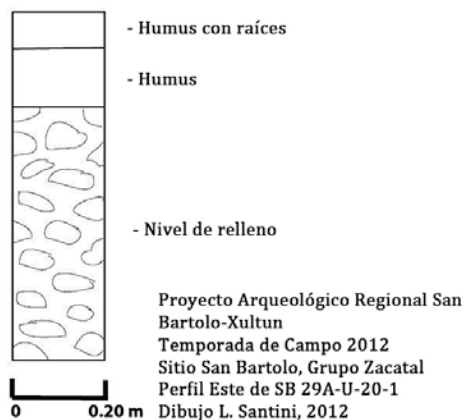 - Humus con raíces
- Humus
- Nivel de relleno
Proyecto Arqueológico Regional San
Bartolo-Xultun
Temporada de Campo 2012
Sitio San Bartolo, Grupo Zacatal
Perfil Este de SB 29A-U-20-1
Dibujo L. Santini, 2012
0 0.20 m